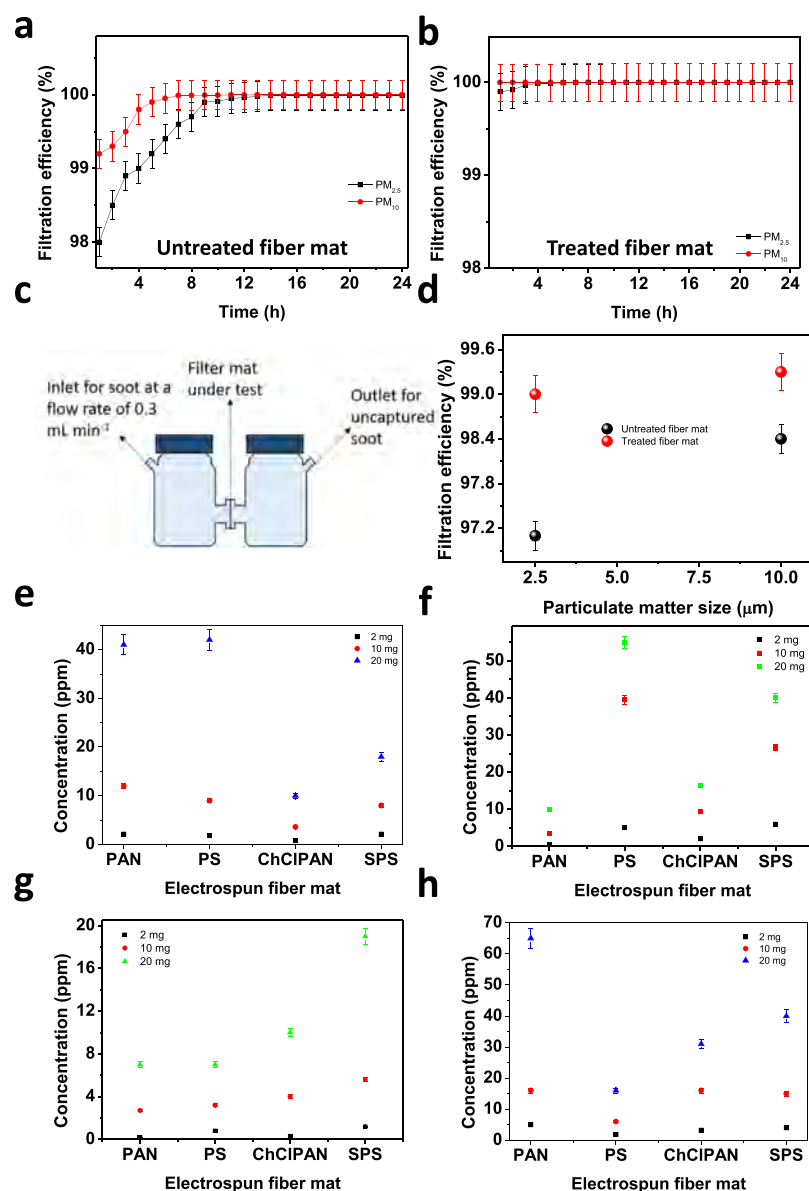 a
Filtration efficiency (%)
100
99
98
4
8
12
16
20
24
PM2.5
PM10
Untreated fiber mat
Time (h)
b
Filtration efficiency (%)
100
99
98
0
4
8
12
16
20
24
PM2.5
PM10
Treated fiber mat
Time (h)
c
Inlet for soot at a
flow rate of 0.3
mL min-1
Filter mat
under test
Outlet for
uncaptured
soot
d
Filtration efficiency (%)
99.6
99.0
98.4
97.8
97.2
Untreated fiber mat
Treated fiber mat
2.5
5.0
7.5
10.0
Particulate matter size (μm)
e
Concentration (ppm)
40
30
20
10
0
2 mg
10 mg
20 mg
PAN
PS
ChClPAN
SPS
Electrospun fiber mat
f
Concentration (ppm)
50
40
30
20
10
0
2 mg
10 mg
20 mg
PAN
PS
ChClPAN
SPS
Electrospun fiber mat
g
Concentration (ppm)
20
16
12
8
4
0
2 mg
10 mg
20 mg
PAN
PS
ChClPAN
SPS
Electrospun fiber mat
h
Concentration (ppm)
70
60
50
40
30
20
10
0
2 mg
10 mg
20 mg
PAN
PS
ChClPAN
SPS
Electrospun fiber mat